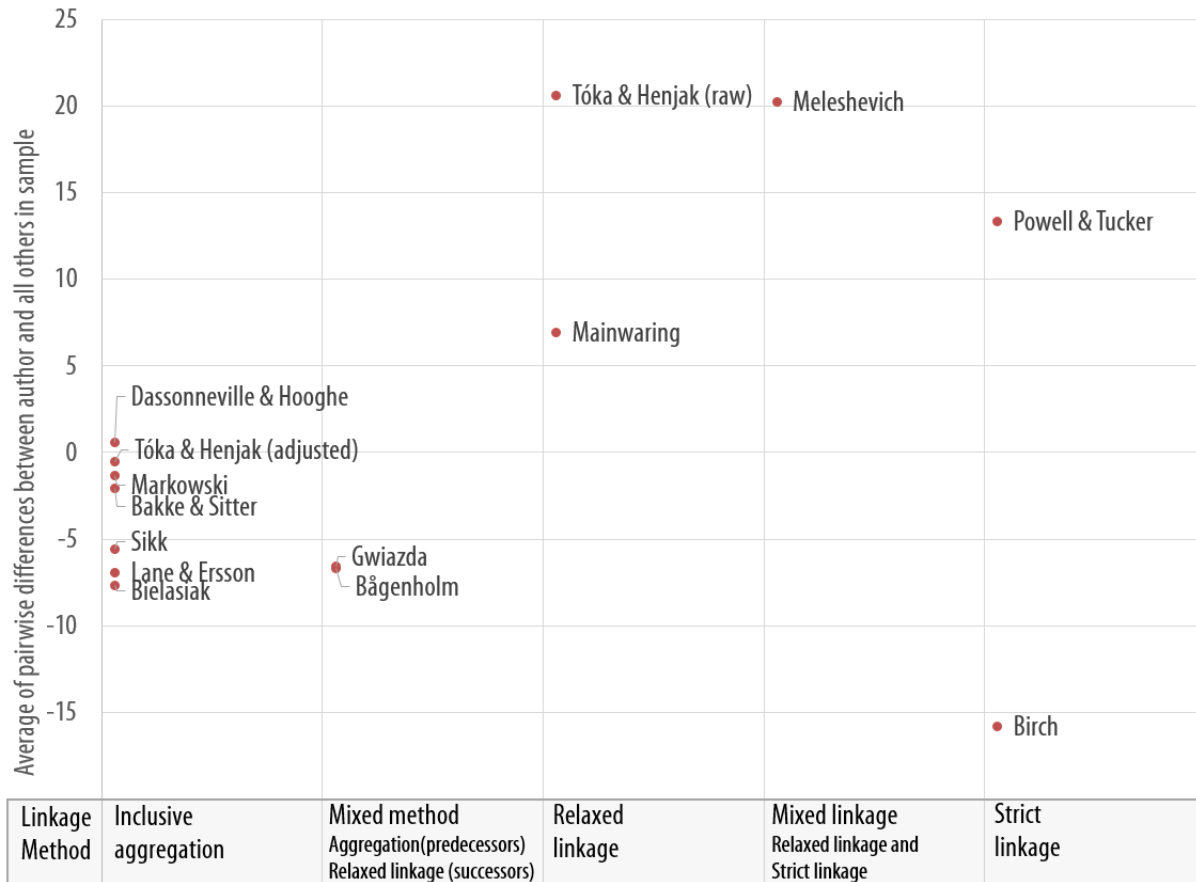 Average of pairwise differences between author and all others in sample
25
20
15
10
5
0
-5
-10
-15
Tóka & Henjak (raw)
Meleshevich
Powell & Tucker
Mainwaring
Dassonneville & Hooghe
Tóka & Henjak (adjusted)
Markowski
Bakke & Sitter
Sikk
Lane & Ersson
Bielasiak
Gwiazda
Bågenholm
Birch
Linkage
Method
Inclusive
aggregation
Mixed method
Aggregation(predecessors)
Relaxed linkage (successors)
Relaxed
linkage
Mixed linkage
Relaxed linkage and
Strict linkage
Strict
linkage